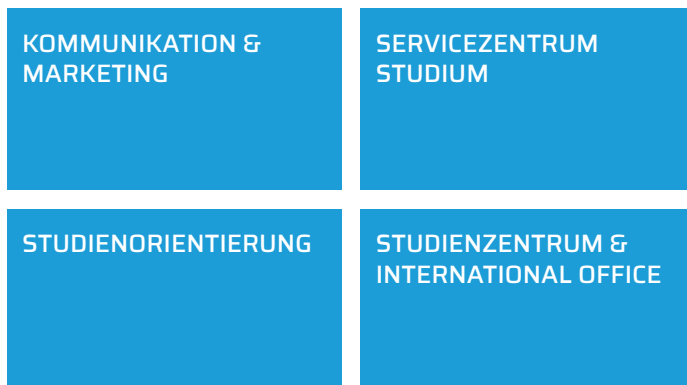 KOMMUNIKATION &
MARKETING
SERVICEZENTRUM
STUDIUM
STUDIENORIENTIERUNG
STUDIENZENTRUM &
INTERNATIONAL OFFICE